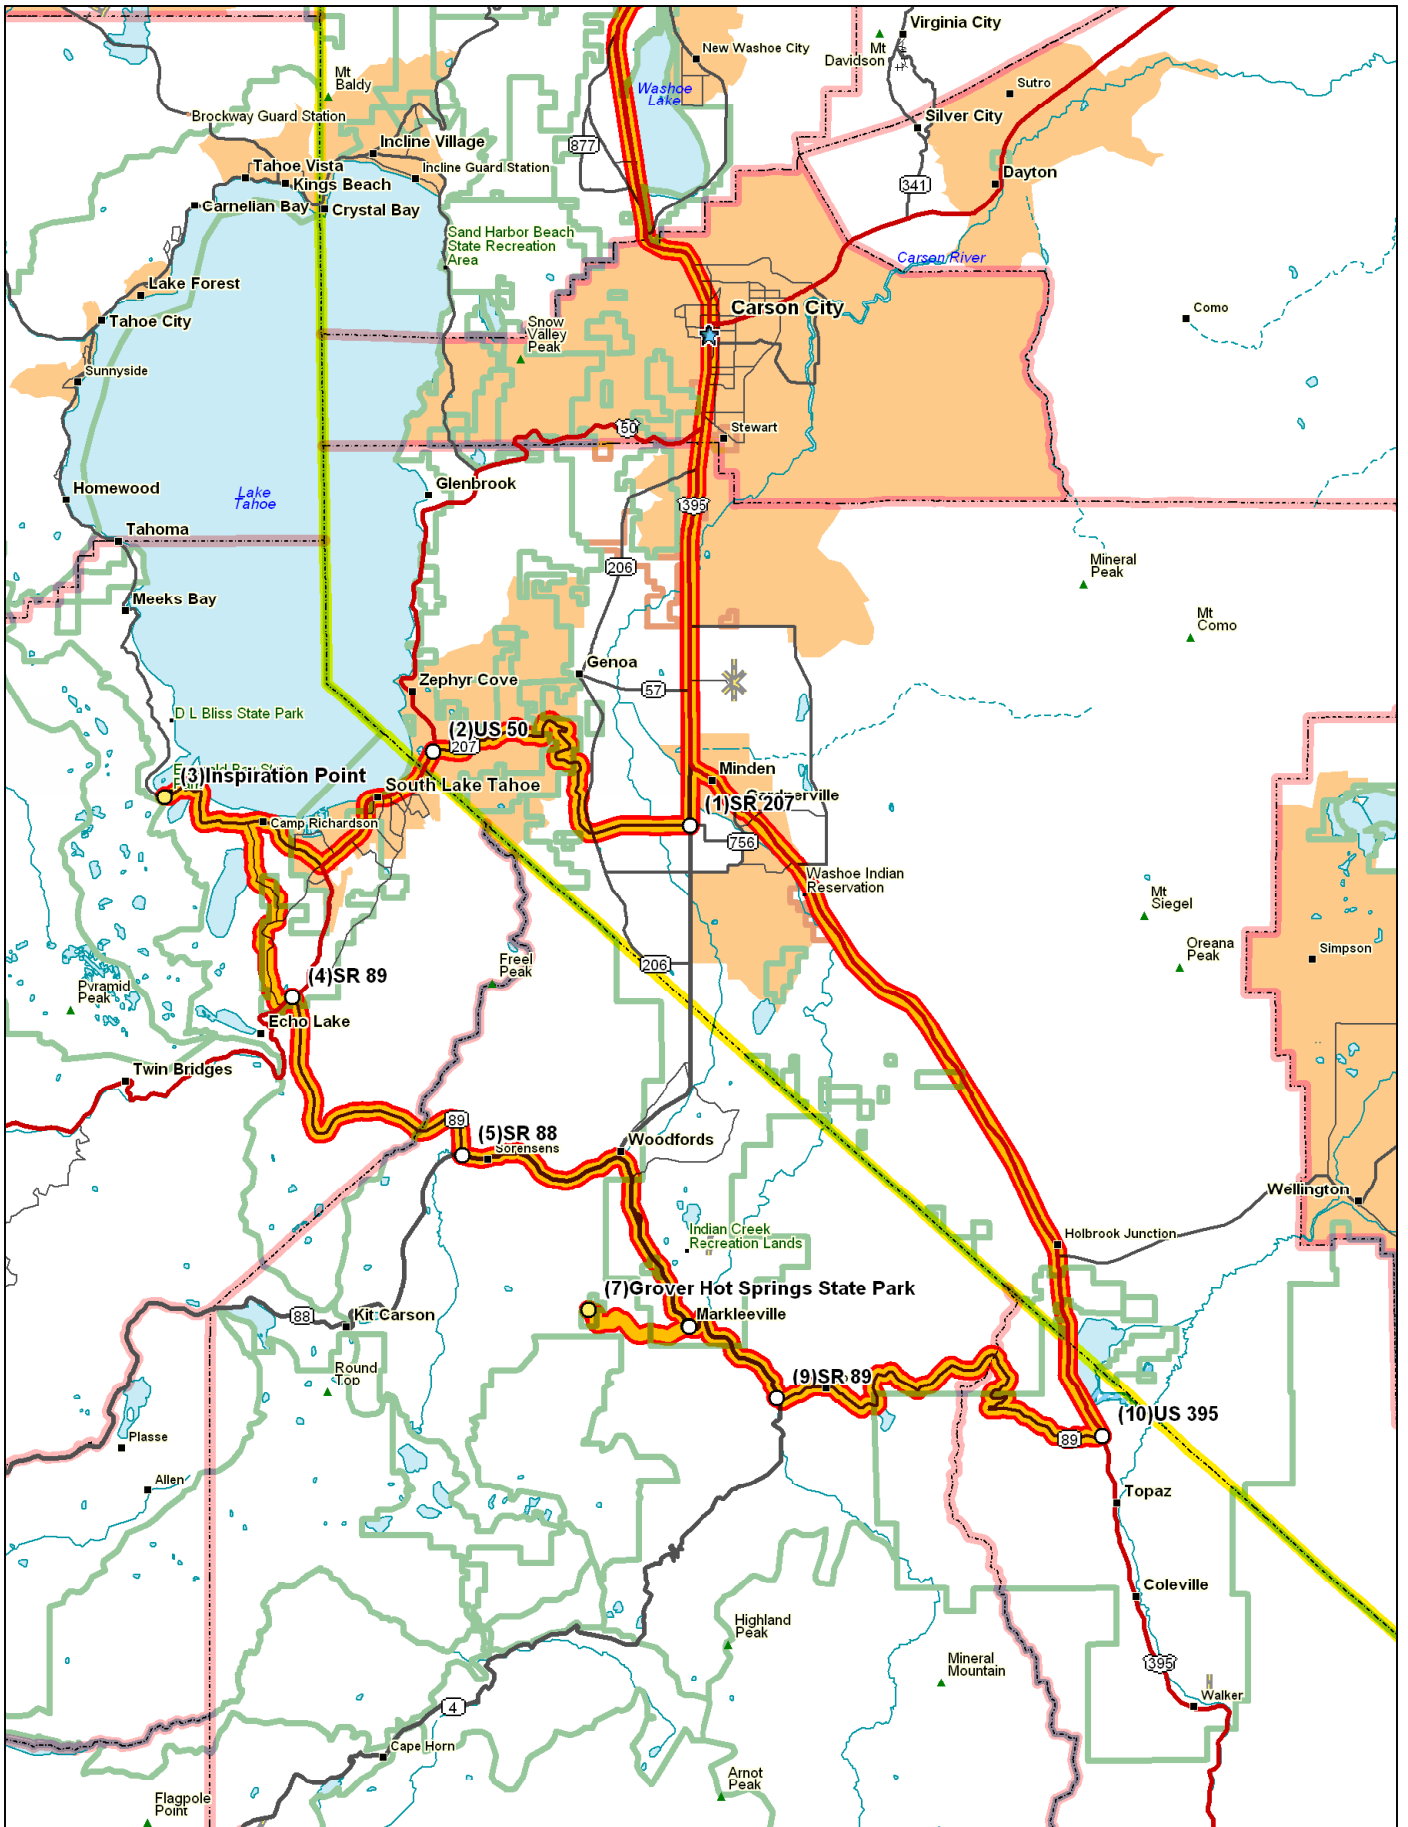 Virginia City
New Washoe City
Mt
Davidson
Mt
Baldy
Sutro
Washoe
Lake
Brockway Guard Station
Silver City
Incline Village
877
Tahoe Vista
Incline Guard Station
Dayton
Kings Beach
341
Carnelian Bay
Crystal Bay
Sand Harbor Beach
State Recreation
Area
Carson River
Lake Forest
Carson City
Como
Tahoe City
Snow
Valley
Peak
Sunnyside
50
Stewart
Glenbrook
Homewood
Lake
Tahoe
395
Tahoma
Mineral
Peak
206
Meeks Bay
Mt
Como
Genoa
Zephyr Cove
57
D L Bliss State Park
(2)US 50
207
Minden
(3)Inspiration Point
South Lake Tahoe
Gardnerville
(1)SR 207
Camp Richardson
756
Washoe Indian
Reservation
Mt
Siegel
Oreana
Peak
Simpson
Freel
Peak
206
(4)SR 89
Pyramid
Peak
Echo Lake
Twin Bridges
89
(5)SR 88
Sorensens
Woodfords
Wellington
Indian Creek
Recreation Lands
Holbrook Junction
(7)Grover Hot Springs State Park
88
Kit Carson
Markleeville
Round
Top
(9)SR 89
(10)US 395
Plasse
89
Allen
Topaz
Coleville
Highland
Peak
Mineral
Mountain
395
Walker
4
Cape Horn
Arnot
Peak
Flagpole
Point